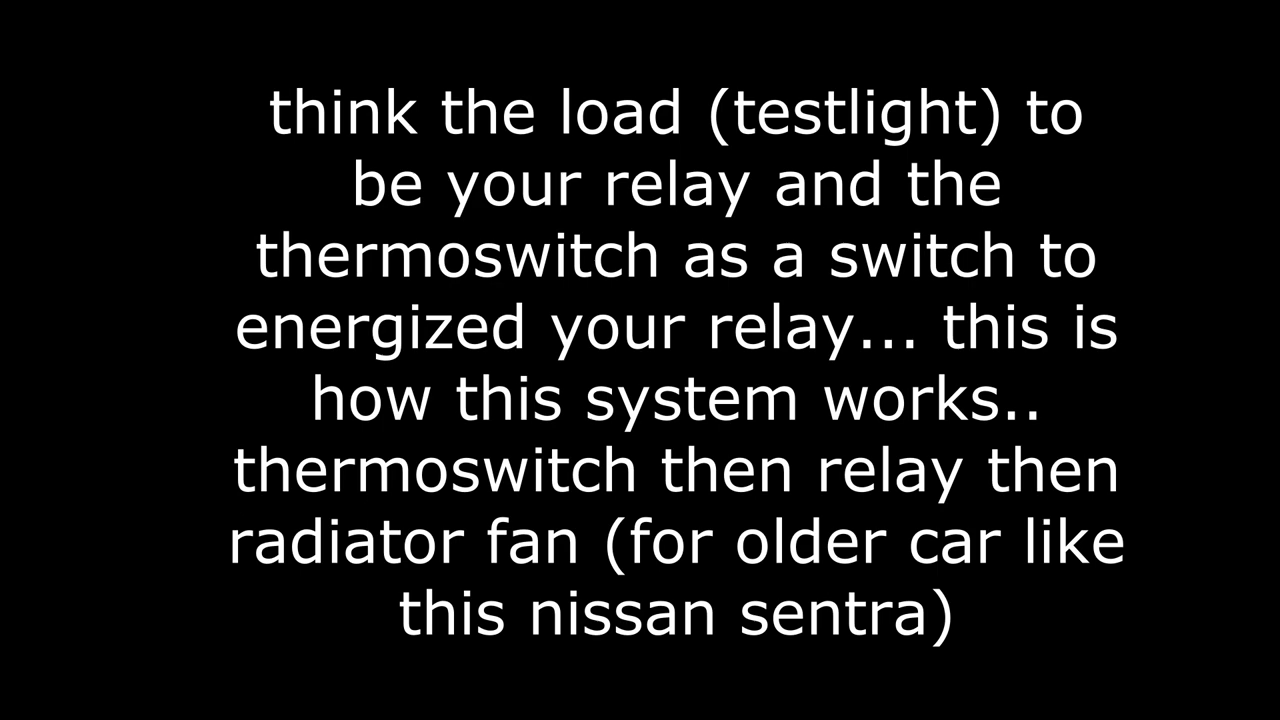 think the load (testlight) to
be your relay and the
thermoswitch as a switch to
energized your relay... this is
how this system works..
thermoswitch then relay then
radiator fan (for older car like
this nissan sentra)